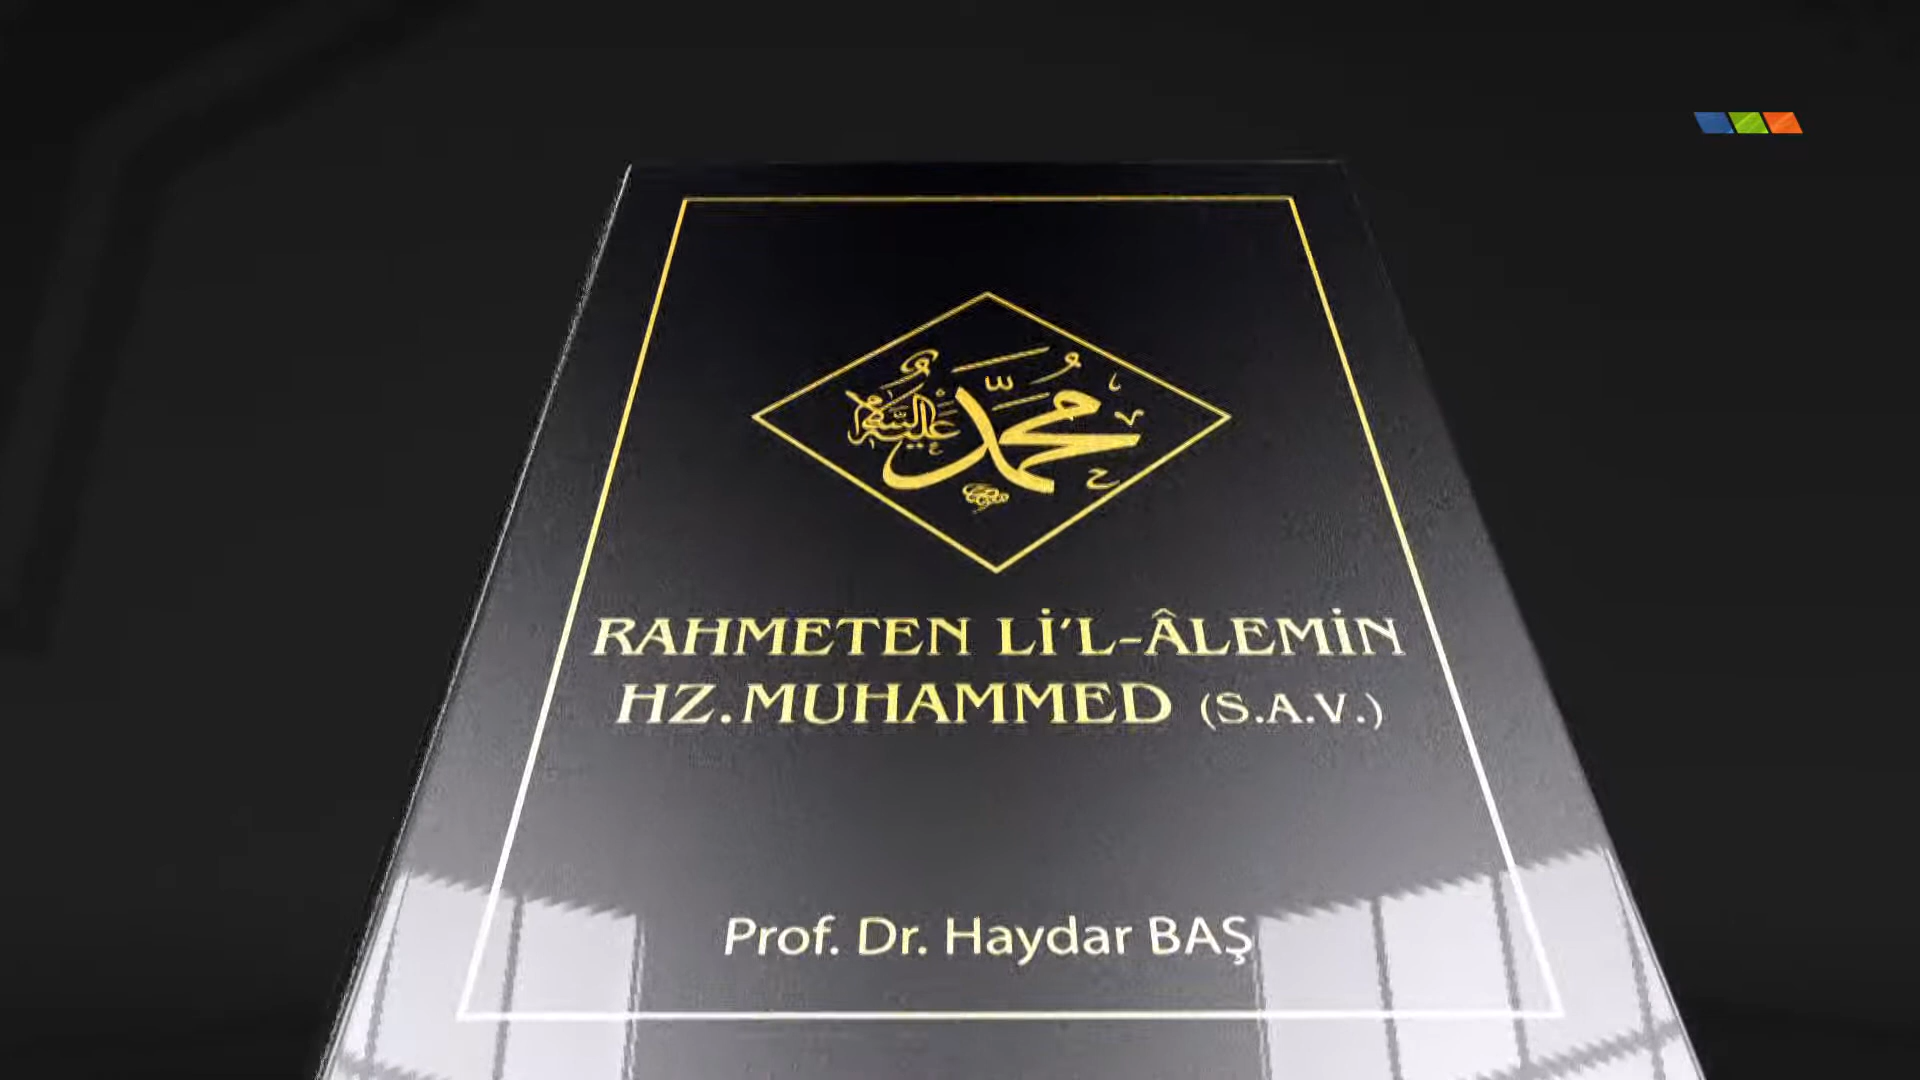 محمد عليه السلام
RAHMETEN Lİ'L-ÂLEMİN
HZ.MUHAMMED (S.A.V.)
Prof. Dr. Haydar BAŞ